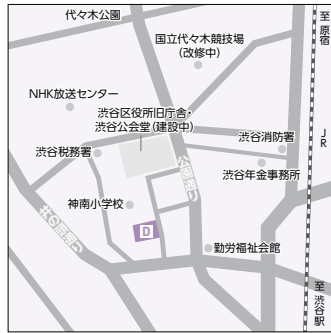 代々木公園
国立代々木競技場
(改修中)
至 原宿
NHK放送センター
渋谷区役所旧庁舎・
渋谷公会堂(建設中)
渋谷消防署
JR
渋谷税務署
公園通り
渋谷年金事務所
神南小学校
井の頭通り
D
勤労福祉会館
至 渋谷駅